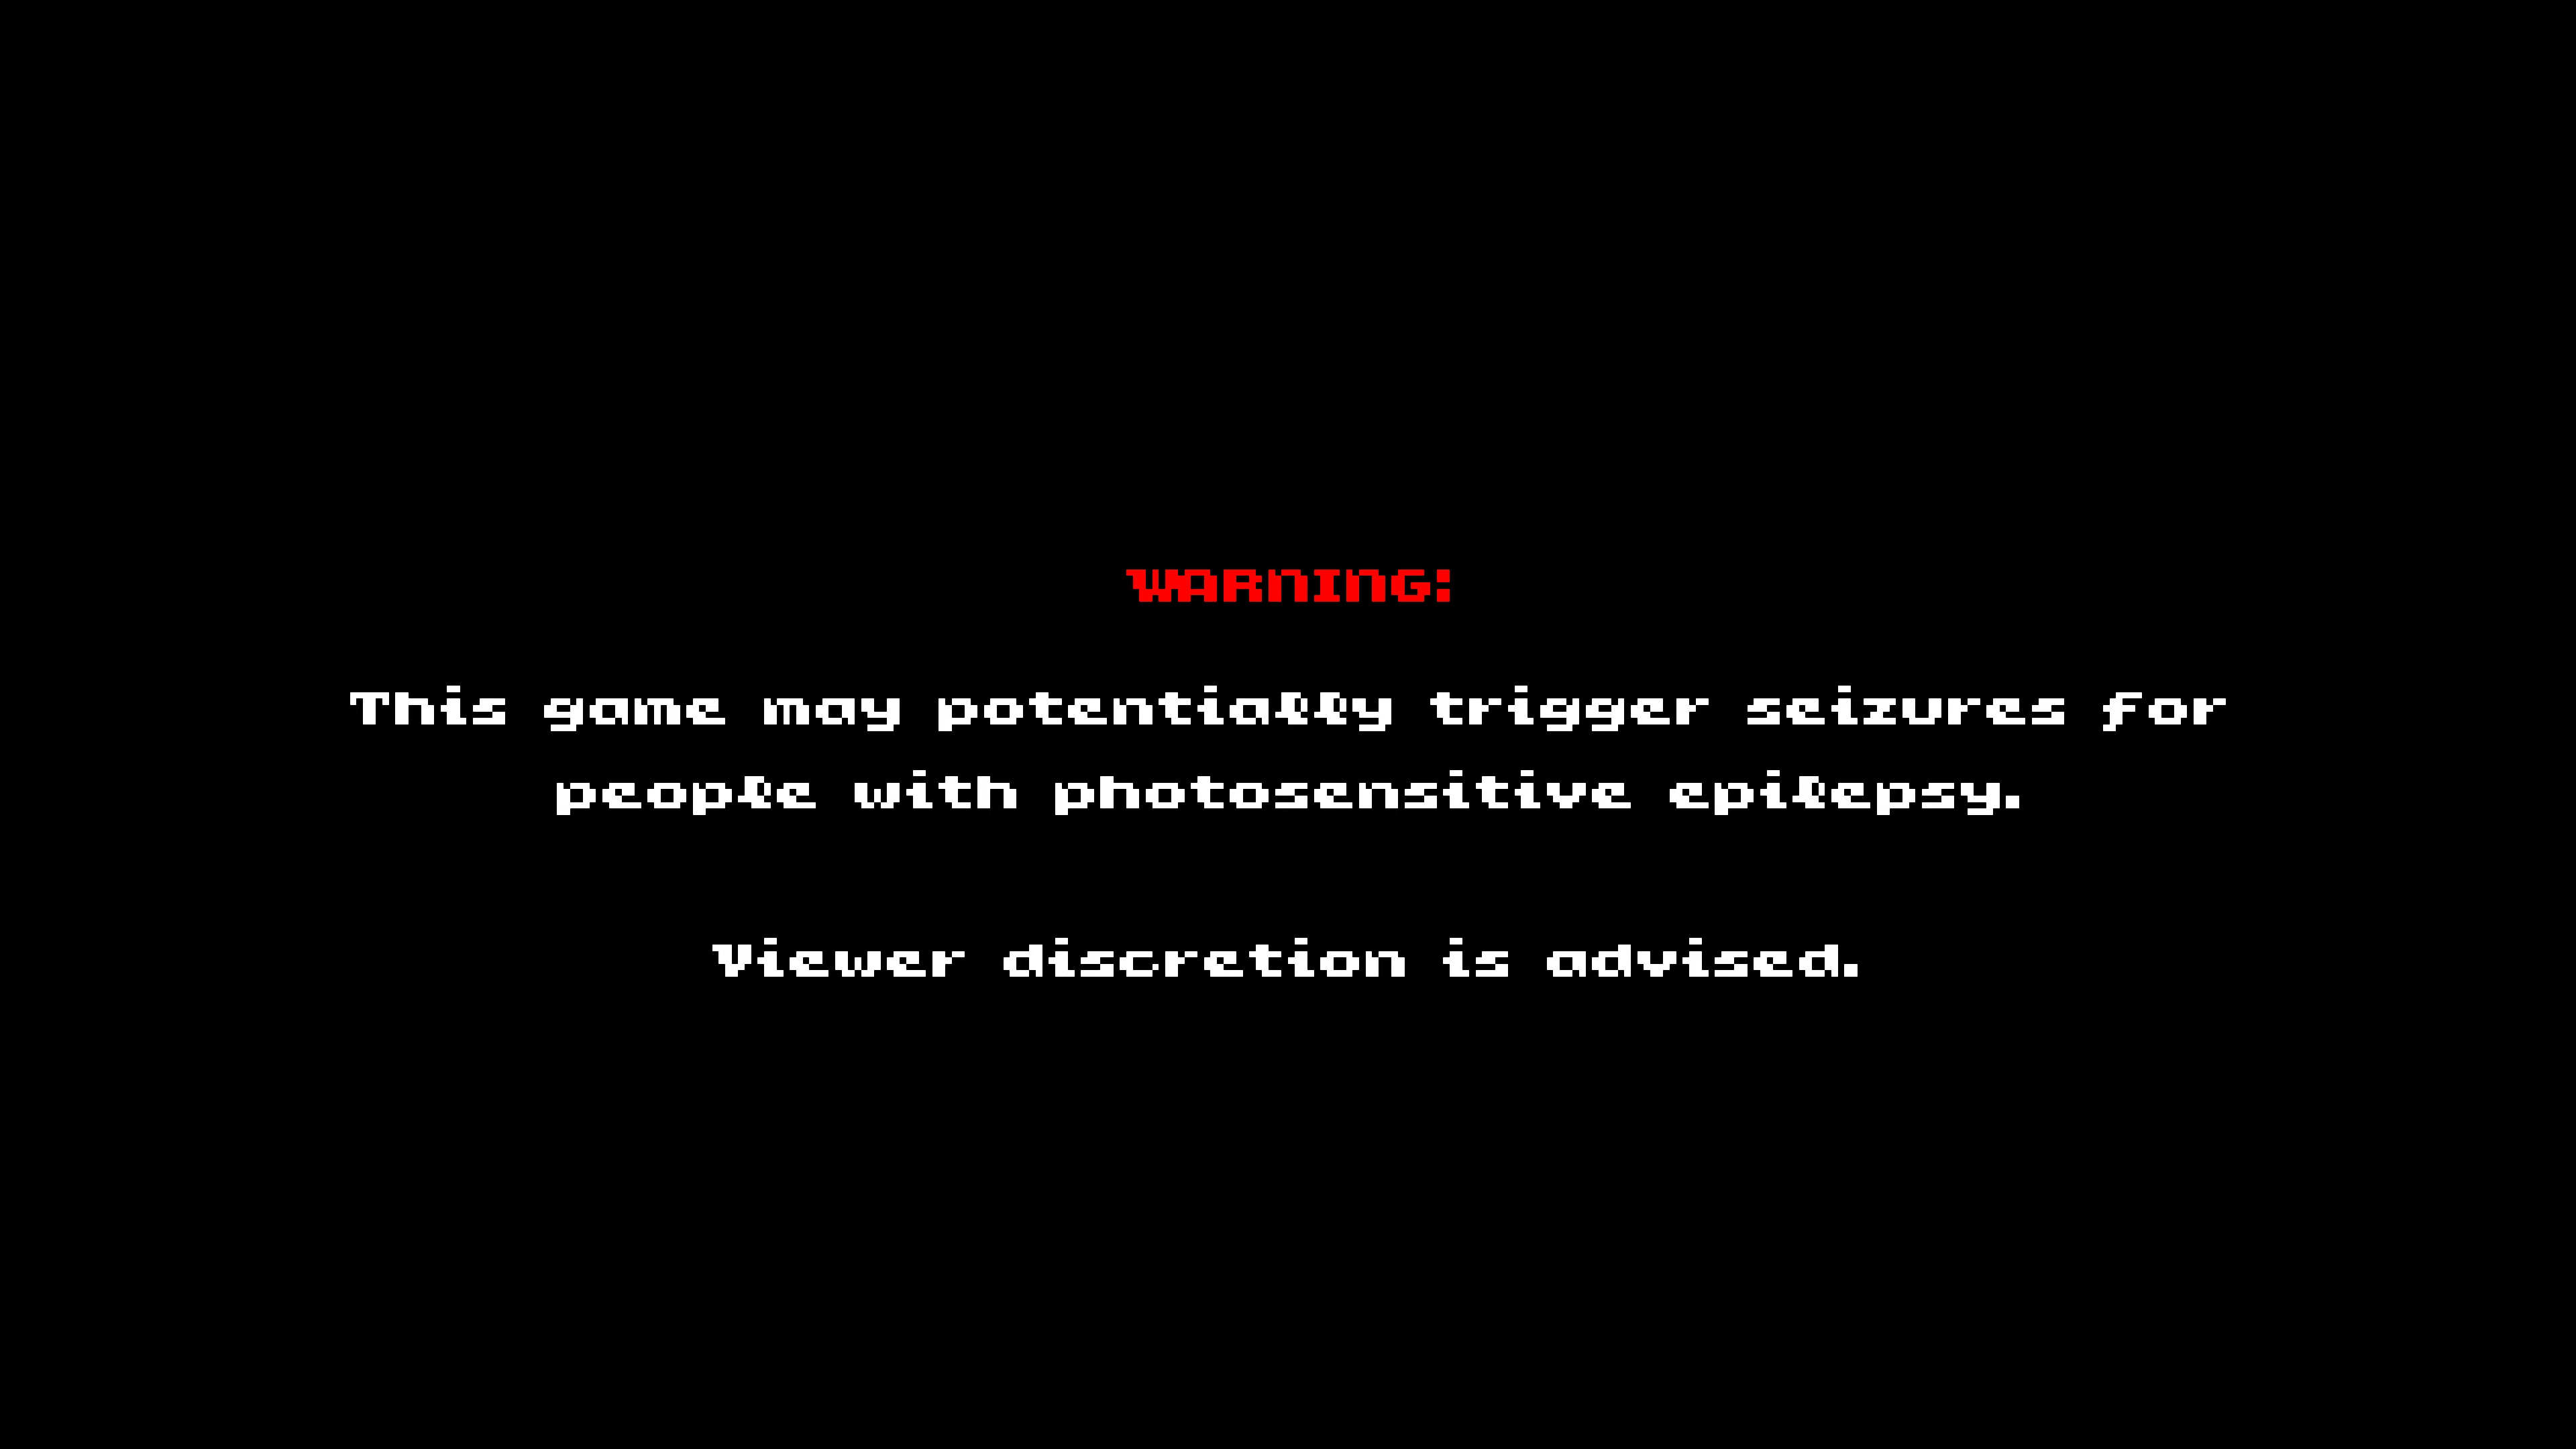 WARNING:
This game may potentially trigger seizures for
people with photosensitive epilepsy.
Viewer discretion is advised.